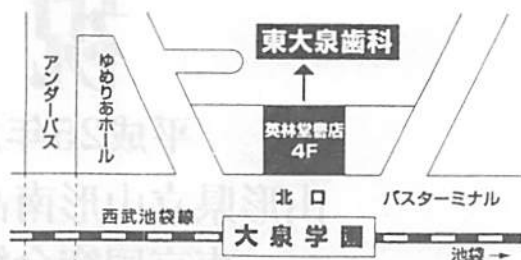 東大泉歯科
アンダーパス
ゆめりあホール
英林堂書店
4F
北口
バスターミナル
西武池袋線
大泉学園
池袋→